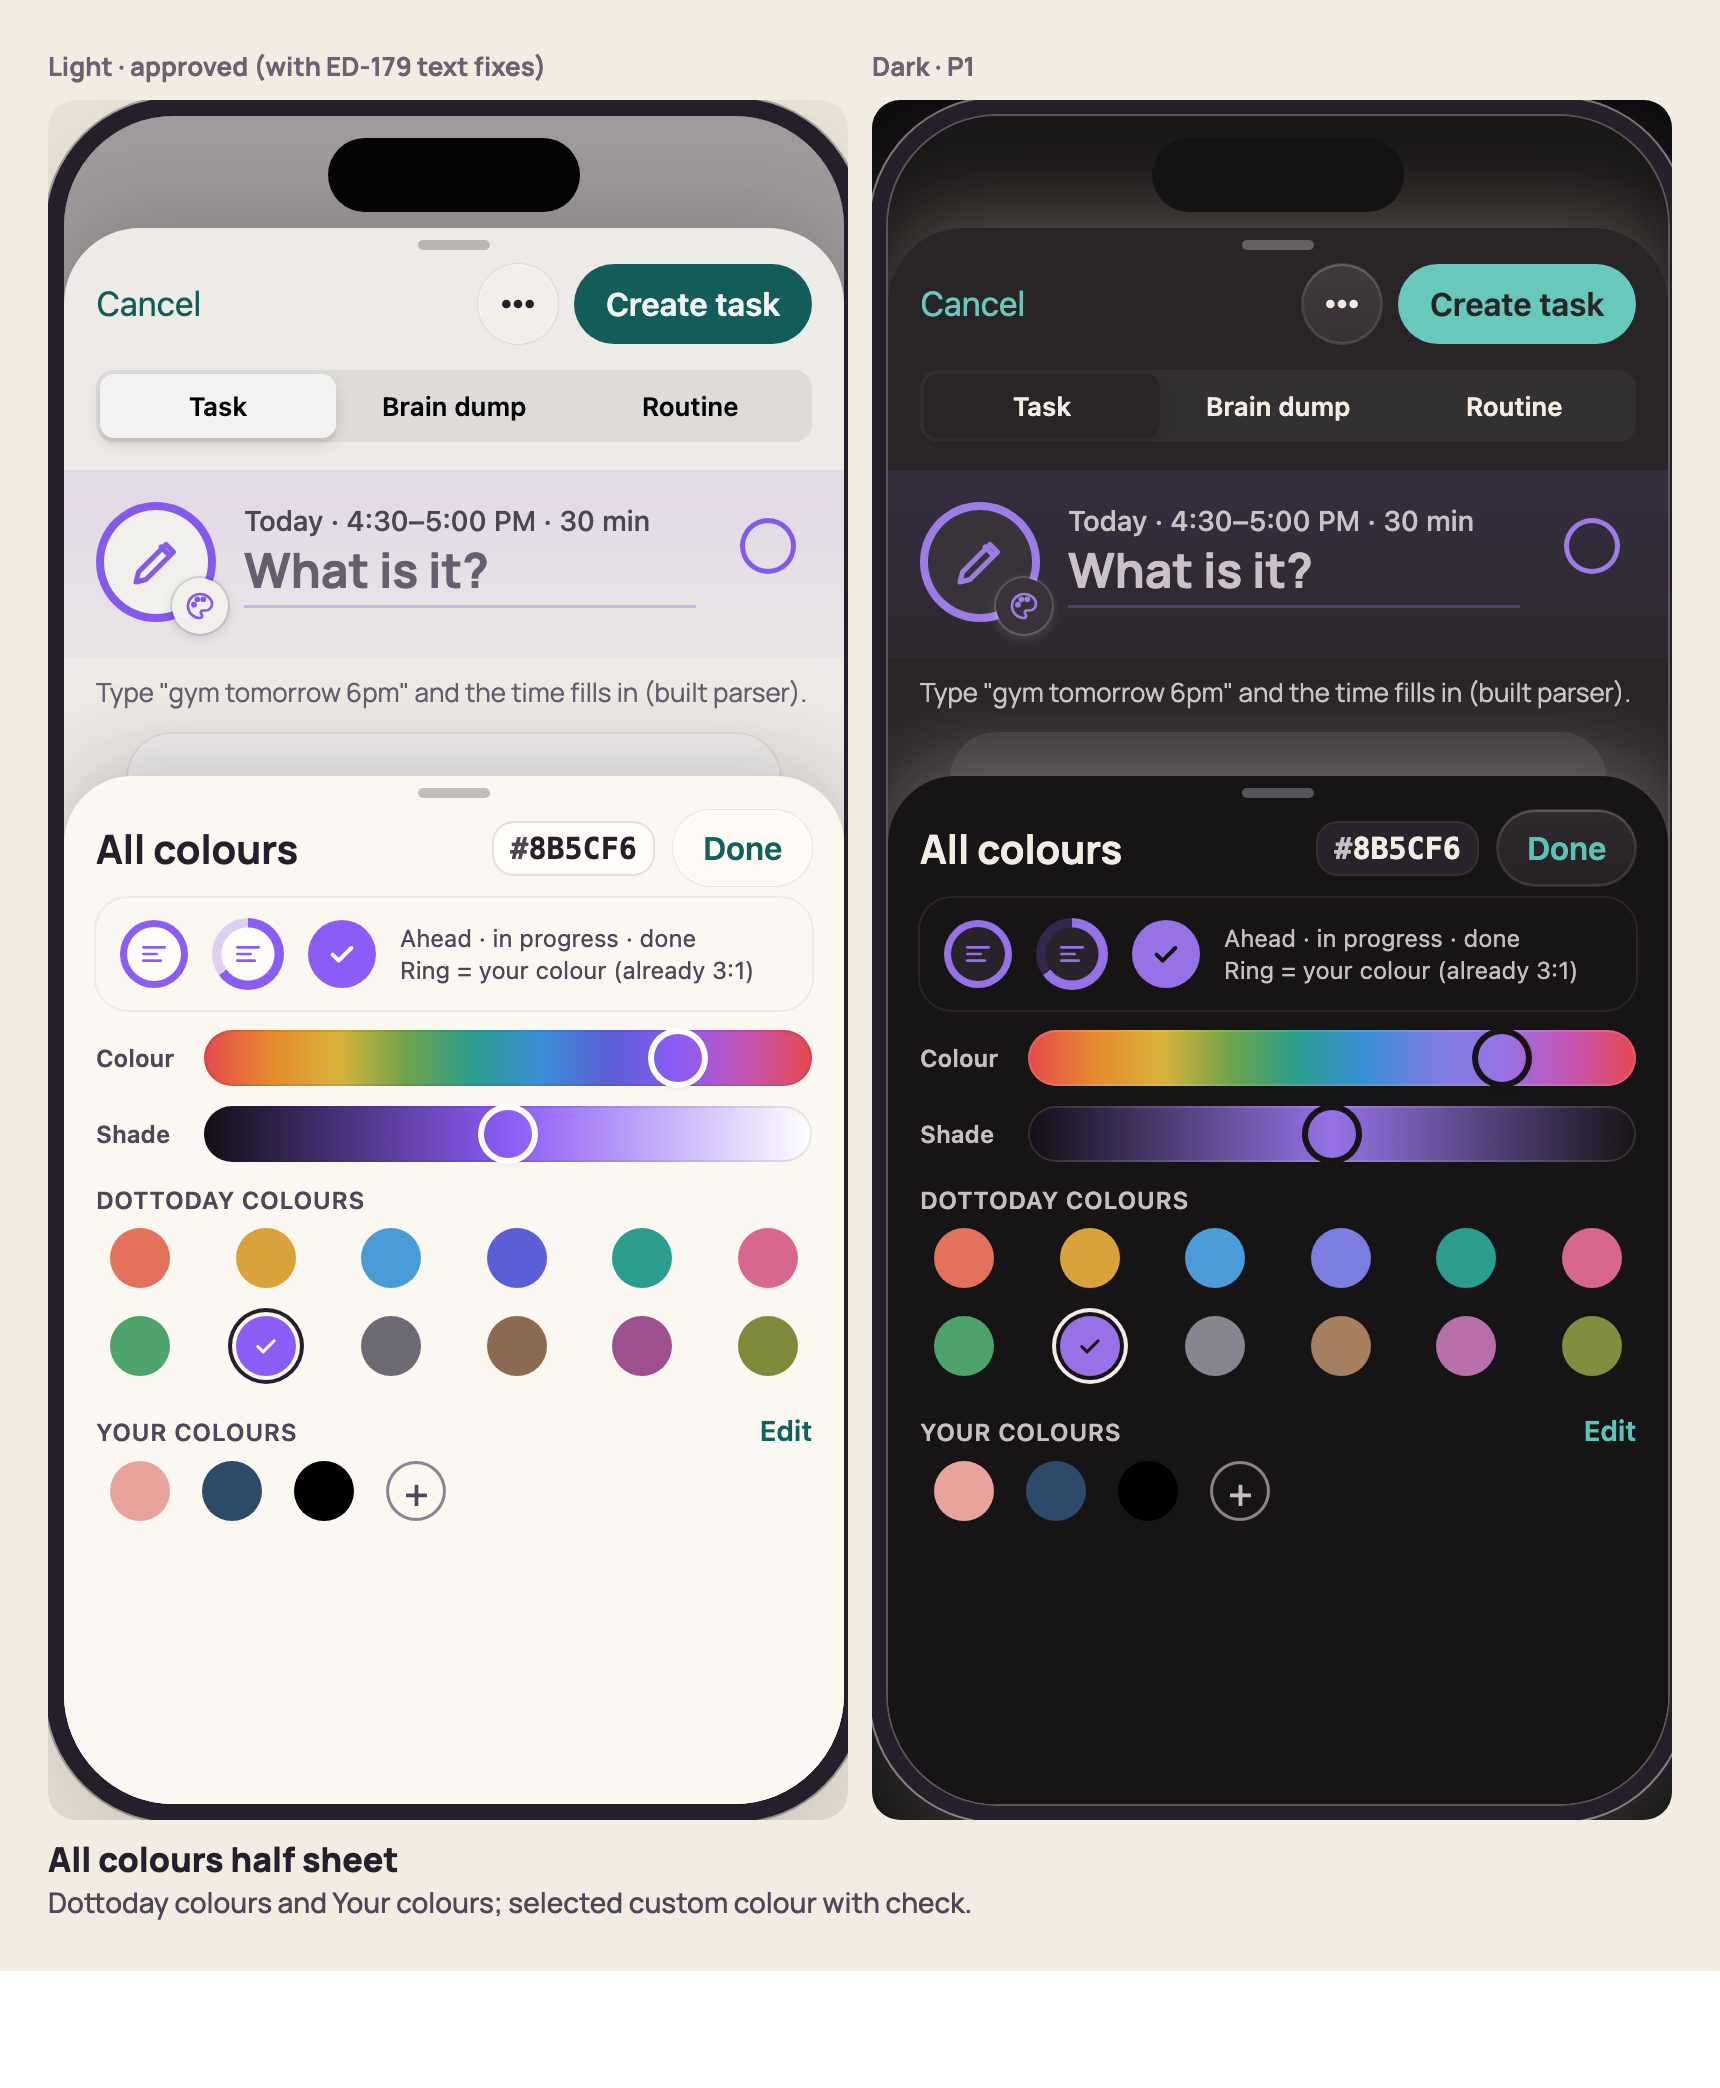 Light · approved (with ED-179 text fixes)
Cancel
Create task
Task
Brain dump
Routine
Today · 4:30–5:00 PM · 30 min
What is it?
Type "gym tomorrow 6pm" and the time fills in (built parser).
All colours
#8B5CF6
Done
Ahead · in progress · done
Ring = your colour (already 3:1)
Colour
Shade
DOTTODAY COLOURS
YOUR COLOURS
Edit
Dark · P1
Cancel
Create task
Task
Brain dump
Routine
Today · 4:30–5:00 PM · 30 min
What is it?
Type "gym tomorrow 6pm" and the time fills in (built parser).
All colours
#8B5CF6
Done
Ahead · in progress · done
Ring = your colour (already 3:1)
Colour
Shade
DOTTODAY COLOURS
YOUR COLOURS
Edit
All colours half sheet
Dottoday colours and Your colours; selected custom colour with check.